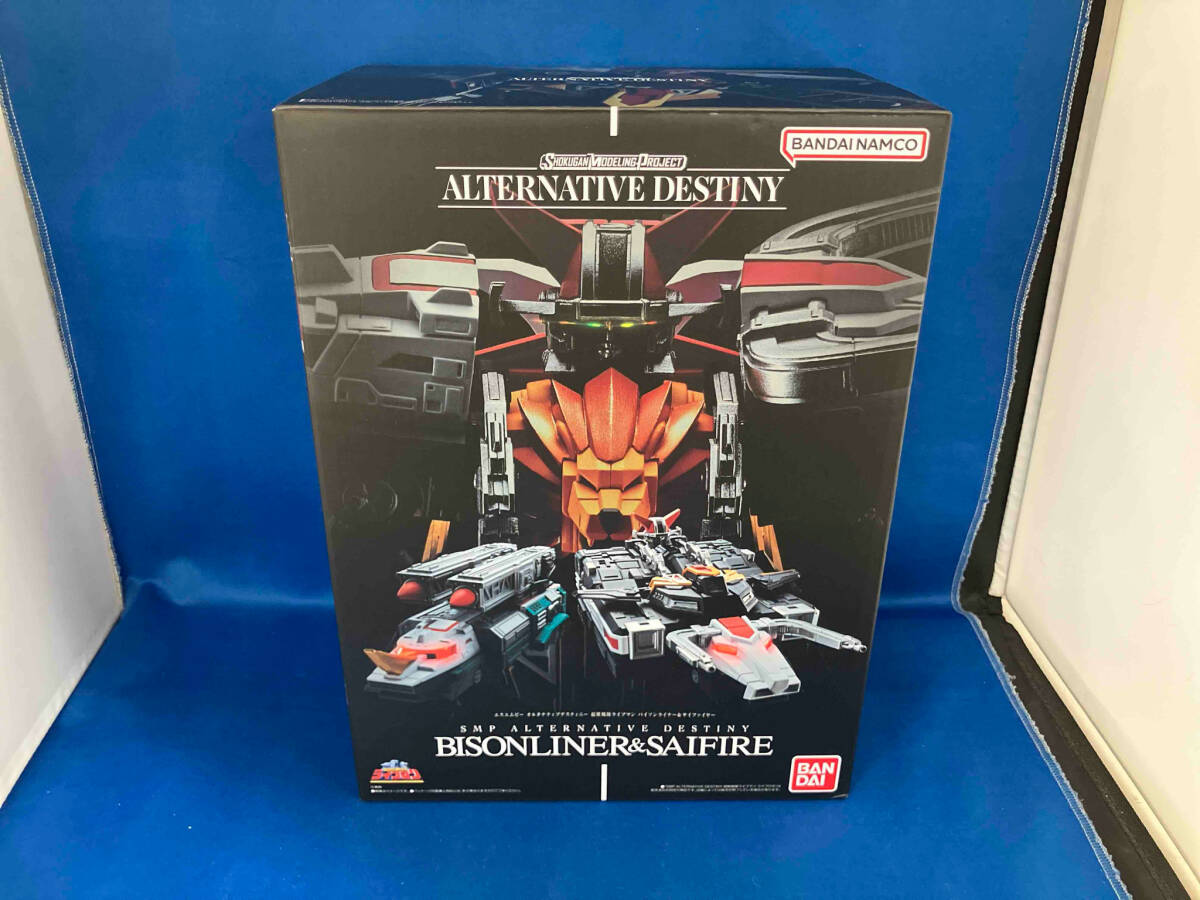 ALTERNATIVE DESTINY
BANDAI NAMCO
SHOKUGAN MODELING PROJECT
ALTERNATIVE DESTINY
エスエムピー オルタナティブデスティニー 超獣戦隊ライブマン バイソンライナー&サイファイヤー
SMP ALTERNATIVE DESTINY
BISONLINER&SAIFIRE
ライブマン
BAN
DAI